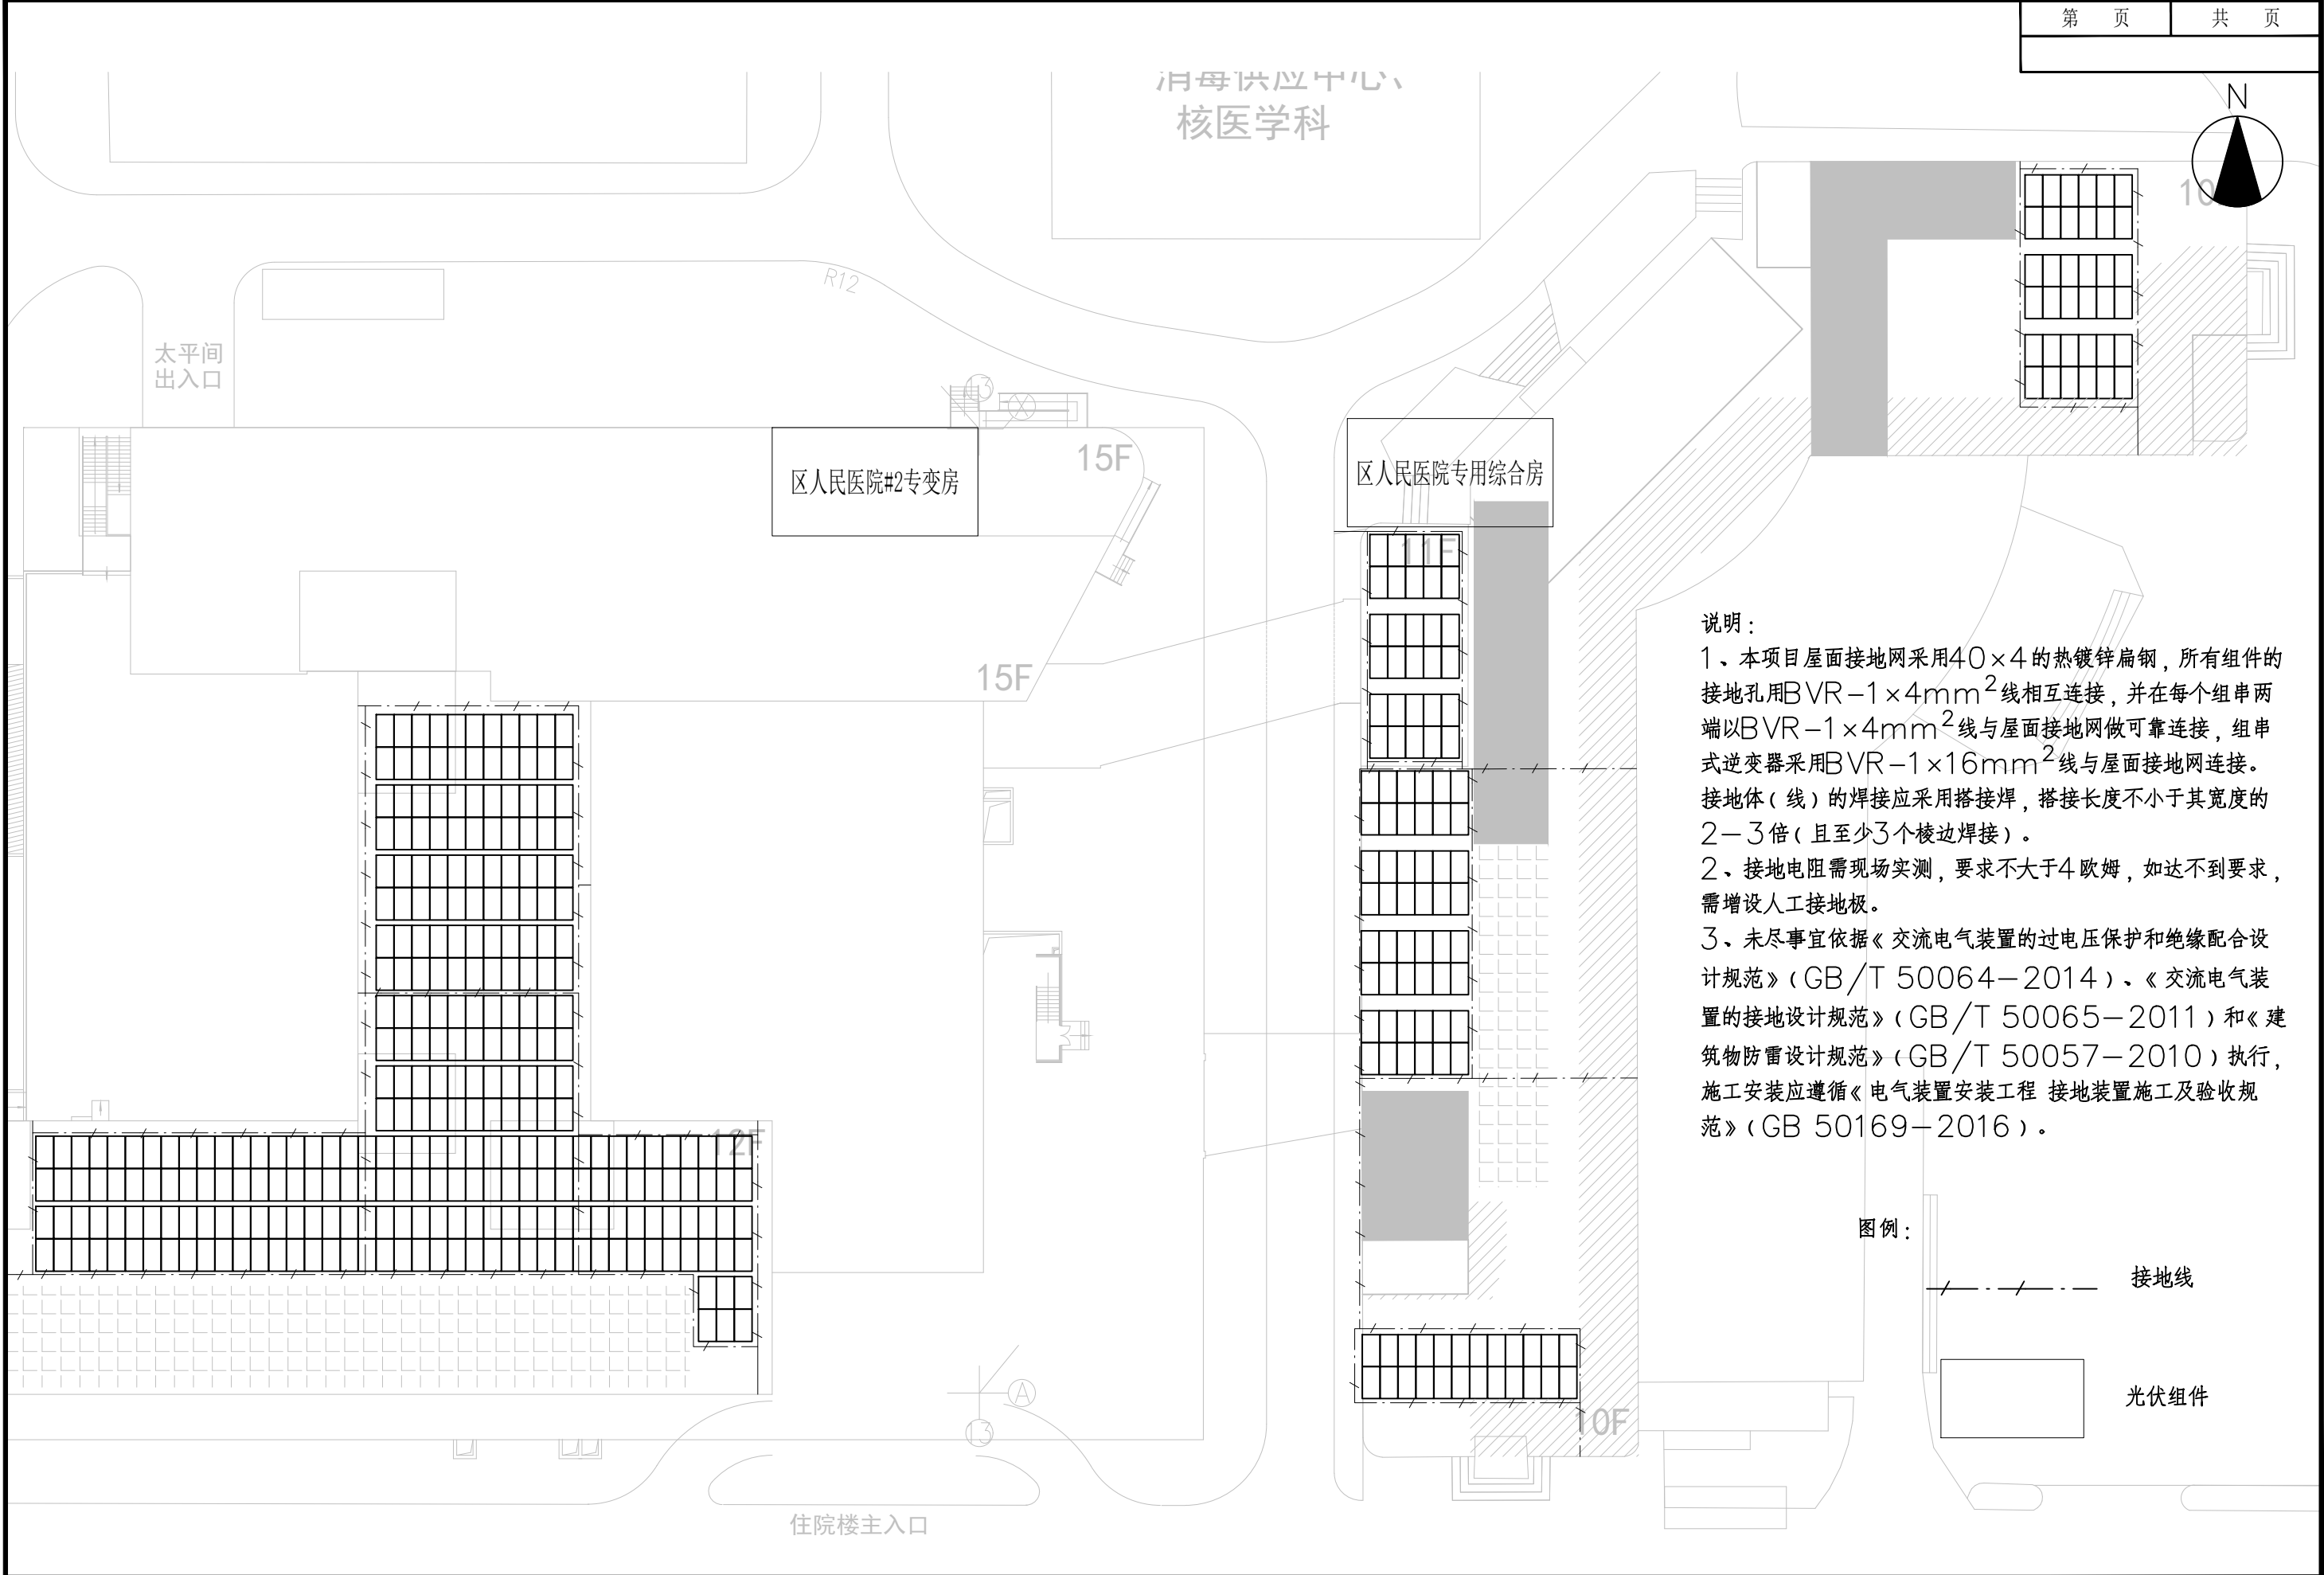 第 页 共 页
消毒供应中心、
核医学科
N
R12
太平间
出入口
13
15F
区人民医院#2专变房
区人民医院专用综合房
11F
15F
说明：
1、本项目屋面接地网采用40×4的热镀锌扁钢，所有组件的
接地孔用BVR-1×4mm²线相互连接，并在每个组串两
端以BVR-1×4mm²线与屋面接地网做可靠连接，组串
式逆变器采用BVR-1×16mm²线与屋面接地网连接。
接地体（线）的焊接应采用搭接焊，搭接长度不小于其宽度的
2-3倍（且至少3个棱边焊接）。
2、接地电阻需现场实测，要求不大于4欧姆，如达不到要求，
需增设人工接地极。
3、未尽事宜依据《交流电气装置的过电压保护和绝缘配合设
计规范》（GB/T 50064-2014）、《交流电气装
置的接地设计规范》（GB/T 50065-2011）和《建
筑物防雷设计规范》（GB/T 50057-2010）执行，
施工安装应遵循《电气装置安装工程 接地装置施工及验收规
范》（GB 50169-2016）。
12F
图例：
接地线
光伏组件
A
13
10F
住院楼主入口